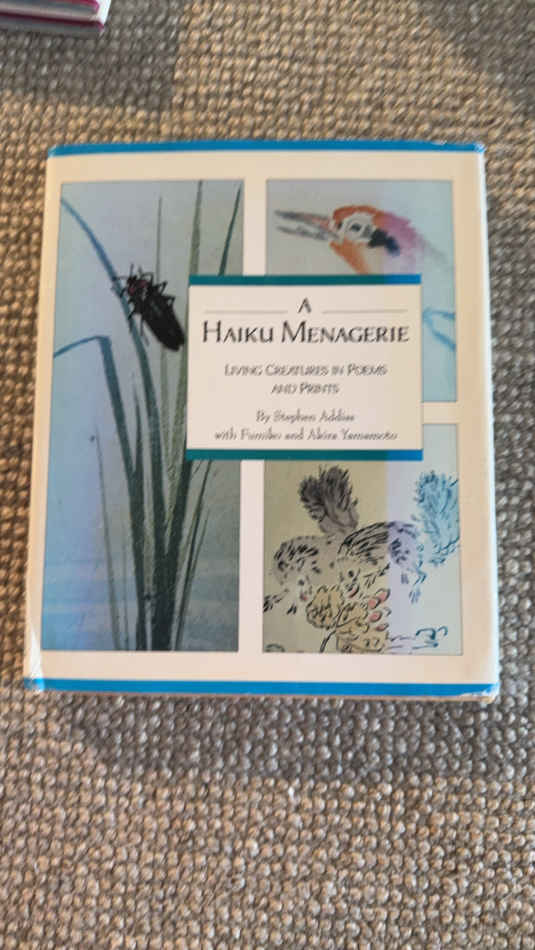 A
HAIKU MENAGERIE
LIVING CREATURES IN POEMS
AND PRINTS
By Stephen Addiss
with Fumiko and Akira Yamamoto